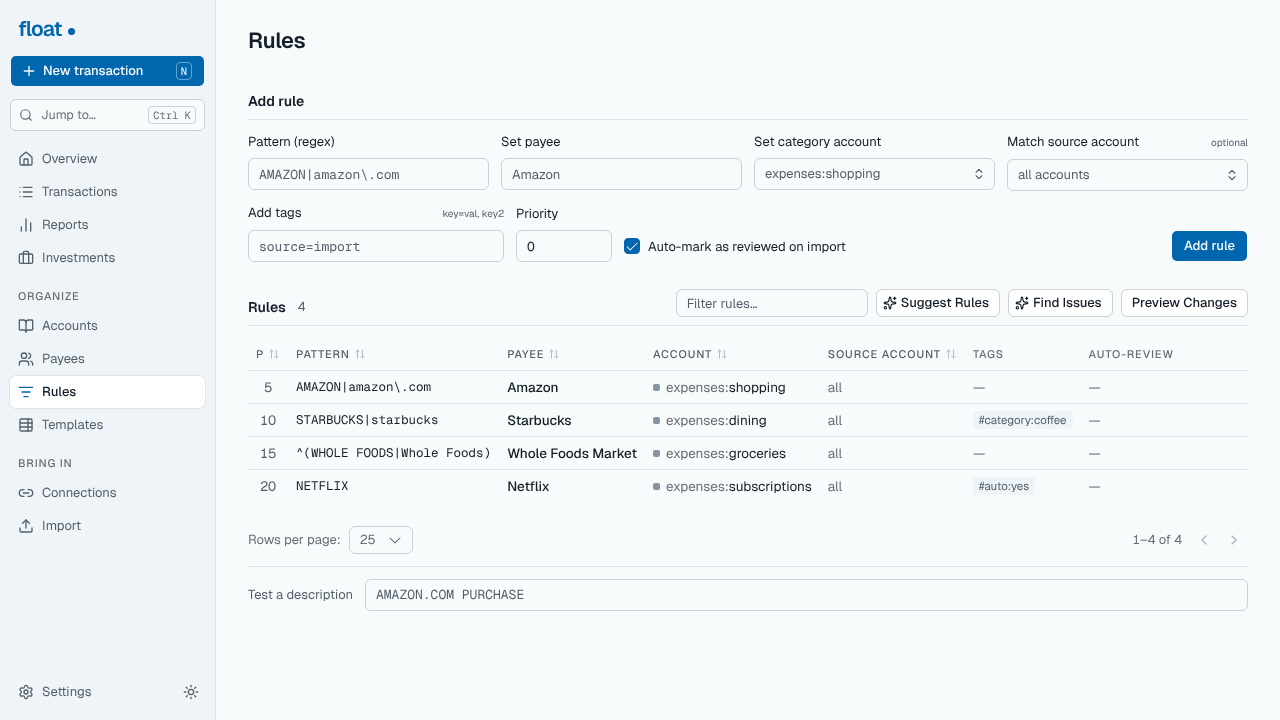 float
New transaction N
Jump to... Ctrl K
Overview
Transactions
Reports
Investments
ORGANIZE
Accounts
Payees
Rules
Templates
BRING IN
Connections
Import
Settings
Rules
Add rule
Pattern (regex) Set payee Set category account Match source account optional
AMAZON|amazon\.com Amazon expenses:shopping all accounts
Add tags key=val, key2 Priority
source=import 0 Auto-mark as reviewed on import Add rule
Rules 4 Filter rules... Suggest Rules Find Issues Preview Changes
P PATTERN PAYEE ACCOUNT SOURCE ACCOUNT TAGS AUTO-REVIEW
5 AMAZON|amazon\.com Amazon expenses:shopping all — —
10 STARBUCKS|starbucks Starbucks expenses:dining all #category:coffee —
15 ^(WHOLE FOODS|Whole Foods) Whole Foods Market expenses:groceries all — —
20 NETFLIX Netflix expenses:subscriptions all #auto:yes —
Rows per page: 25 1–4 of 4
Test a description AMAZON.COM PURCHASE